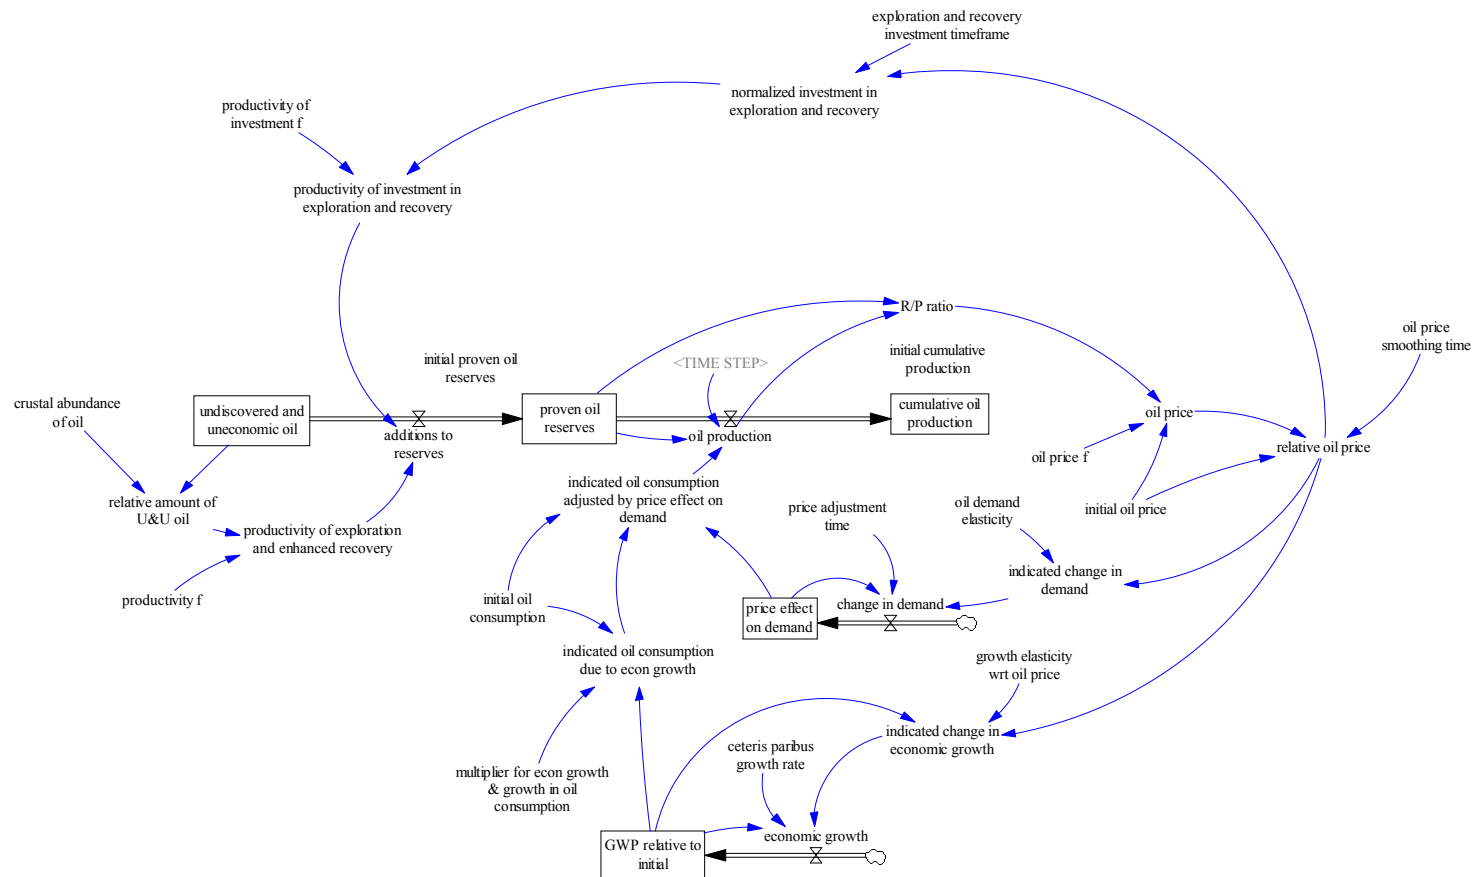 exploration and recovery
investment timeframe
normalized investment in
exploration and recovery
productivity of
investment f
productivity of investment in
exploration and recovery
R/P ratio
oil price
smoothing time
initial proven oil
reserves
<TIME STEP>
initial cumulative
production
crustal abundance
of oil
undiscovered and
uneconomic oil
additions to
reserves
proven oil
reserves
oil production
cumulative oil
production
oil price
oil price f
relative oil price
initial oil price
relative amount of
U&U oil
productivity of exploration
and enhanced recovery
productivity f
indicated oil consumption
adjusted by price effect on
demand
price adjustment
time
oil demand
elasticity
indicated change in
demand
initial oil
consumption
price effect
on demand
change in demand
indicated oil consumption
due to econ growth
growth elasticity
wrt oil price
indicated change in
economic growth
ceteris paribus
growth rate
multiplier for econ growth
& growth in oil
consumption
GWP relative to
initial
economic growth